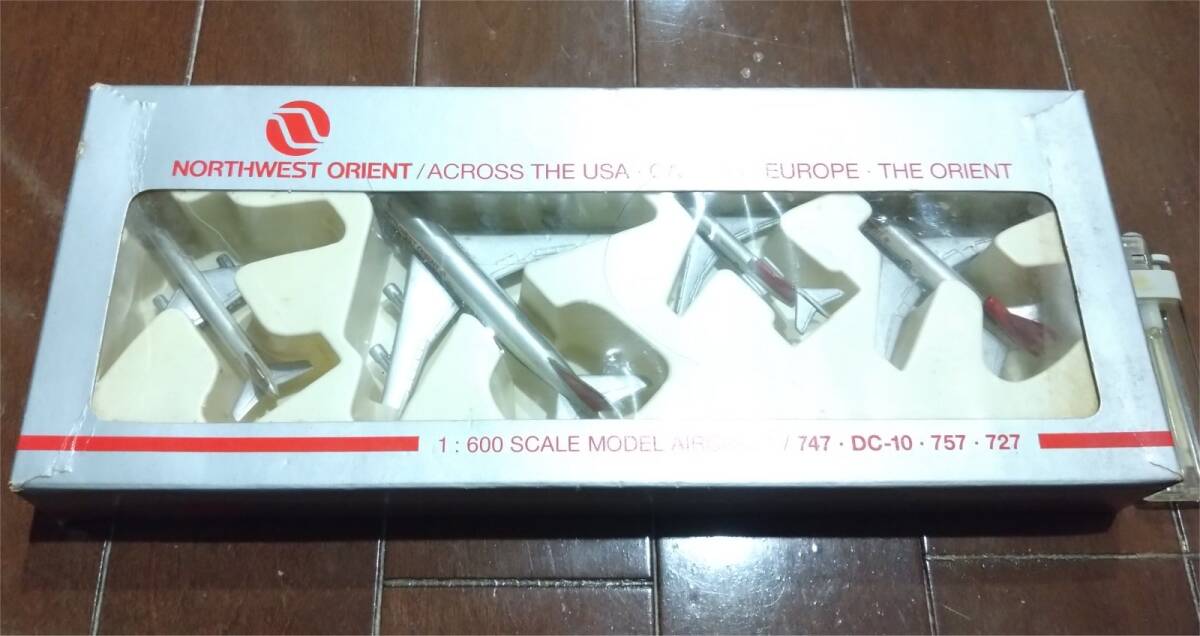 NORTHWEST ORIENT / ACROSS THE USA · EUROPE · THE ORIENT
1 : 600 SCALE MODEL / 747 · DC-10 · 757 · 727